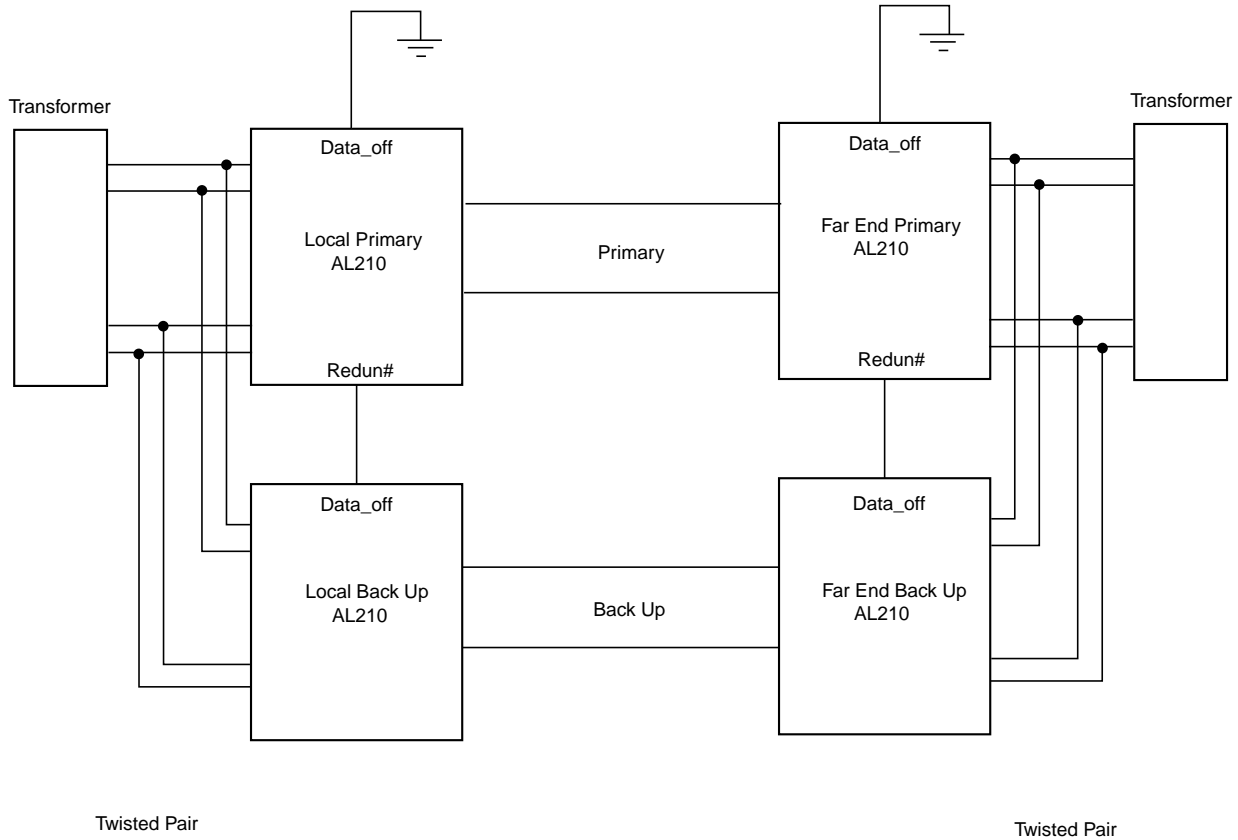 Transformer
Transformer
Data_off
Data_off
Local Primary
AL210
Primary
Far End Primary
AL210
Redun#
Redun#
Data_off
Data_off
Local Back Up
AL210
Back Up
Far End Back Up
AL210
Twisted Pair
Twisted Pair